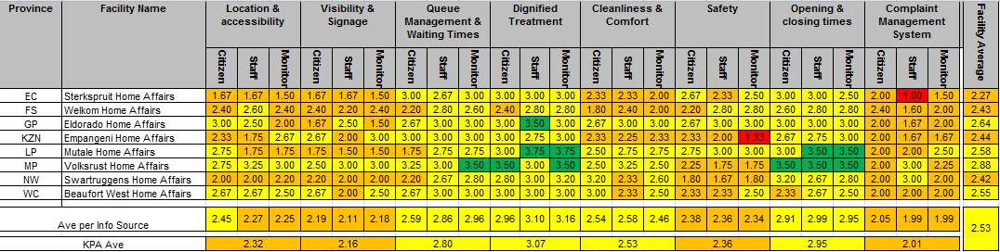 Province Facility Name Location & accessibility Visibility & Signage Queue Management & Waiting Times Dignified Treatment Cleanliness & Comfort Safety Opening & closing times Complaint Management System Facility Average
Citizen Staff Monitor Citizen Staff Monitor Citizen Staff Monitor Citizen Staff Monitor Citizen Staff Monitor Citizen Staff Monitor Citizen Staff Monitor Citizen Staff Monitor
EC Sterkspruit Home Affairs 1.67 1.67 1.50 1.67 1.67 1.50 3.00 2.67 3.00 3.00 3.00 3.00 2.33 2.33 2.00 2.67 2.33 2.50 3.00 3.00 2.50 2.00 1.00 1.50 2.27
FS Welkom Home Affairs 2.40 2.60 2.40 2.40 2.20 2.40 2.20 2.80 2.60 2.40 2.80 2.80 1.80 2.40 2.00 2.20 2.80 2.80 2.60 2.80 2.80 2.00 1.60 2.00 2.43
GP Eldorado Home Affairs 3.00 2.50 2.00 1.67 2.50 1.50 2.67 3.00 3.00 3.00 3.50 3.00 3.00 3.00 3.00 2.67 3.00 2.50 3.00 3.00 3.00 2.00 1.67 2.00 2.64
KZN Empangeni Home Affairs 2.33 1.75 2.67 2.67 2.00 2.33 2.67 3.00 3.00 2.67 3.00 3.00 2.33 2.25 2.33 2.33 2.00 1.33 2.67 2.75 3.00 2.00 1.67 1.67 2.44
LP Mutale Home Affairs 2.75 1.75 1.75 1.75 1.50 1.50 1.75 3.00 2.75 2.75 3.75 3.75 2.50 2.75 2.75 2.75 3.00 3.00 3.00 3.50 3.50 2.00 2.00 2.50 2.58
MP Volksrust Home Affairs 2.75 3.25 3.00 2.50 3.00 2.75 3.25 3.00 3.50 3.50 3.00 3.50 3.00 2.75 3.00 2.25 1.75 1.75 3.50 3.50 3.50 2.00 3.00 2.25 2.88
NW Swartruggens Home Affairs 2.00 2.00 2.20 2.20 2.00 2.00 2.20 2.67 2.80 2.80 3.00 3.20 3.20 2.33 2.60 1.80 1.67 1.80 3.20 2.67 2.80 2.00 3.00 2.00 2.42
WC Beaufort West Home Affairs 2.67 2.67 2.50 2.67 2.00 2.50 3.00 2.67 3.00 3.00 3.00 3.00 3.00 2.33 2.50 2.33 2.33 2.50 2.33 2.67 2.50 2.00 2.00 2.00 2.55
Ave per Info Source 2.45 2.27 2.25 2.19 2.11 2.18 2.59 2.86 2.96 2.96 3.10 3.16 2.54 2.58 2.46 2.38 2.36 2.34 2.91 2.99 2.95 2.05 1.99 1.99 2.53
KPA Ave 2.32 2.16 2.80 3.07 2.53 2.36 2.95 2.01